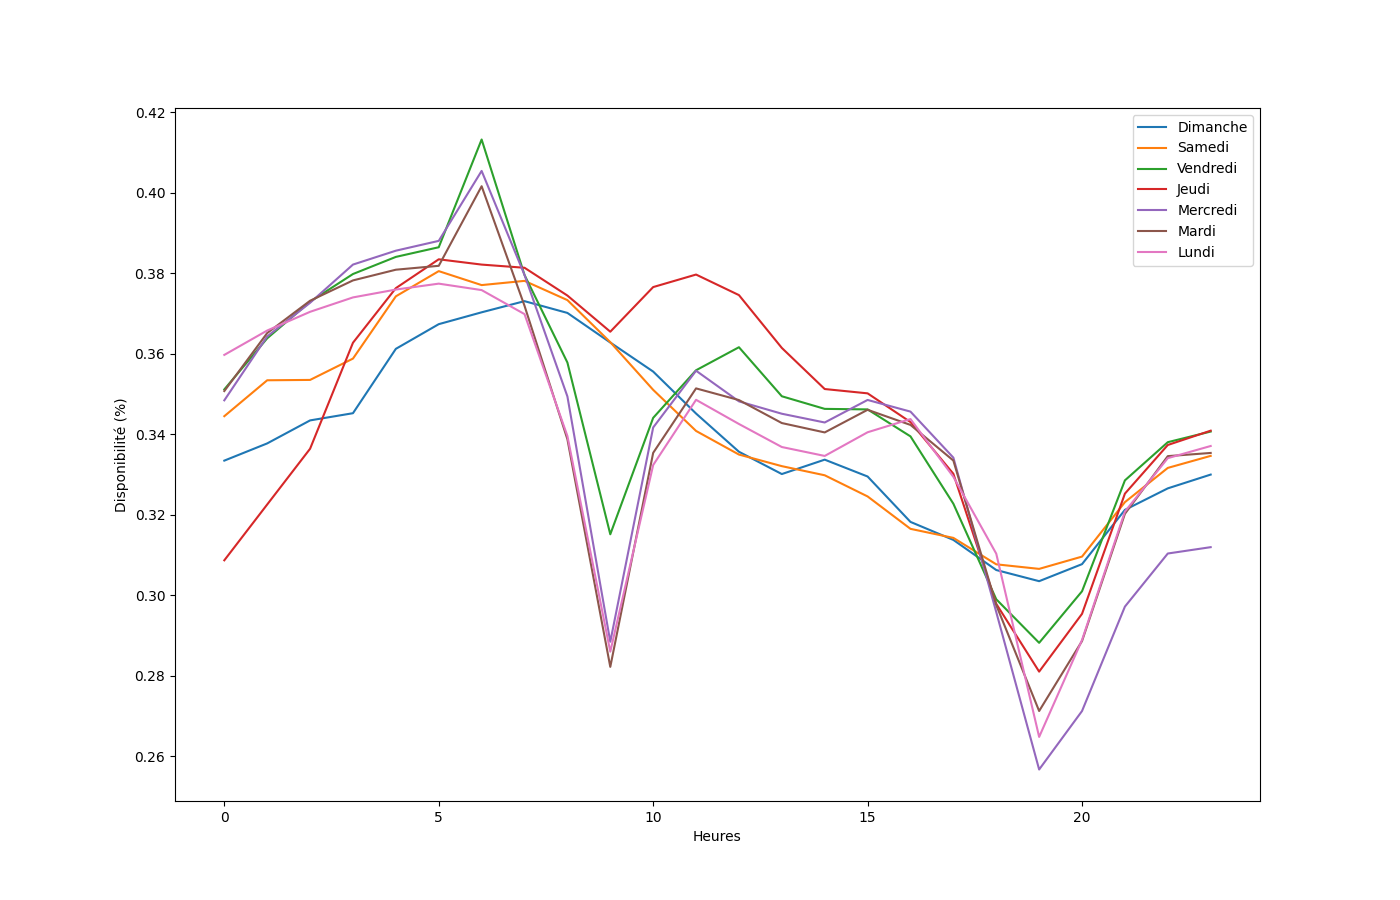 0.42
0.40
0.38
0.36
0.34
0.32
0.30
0.28
0.26
Disponibilité (%)
0 5 10 15 20
Heures
Dimanche
Samedi
Vendredi
Jeudi
Mercredi
Mardi
Lundi